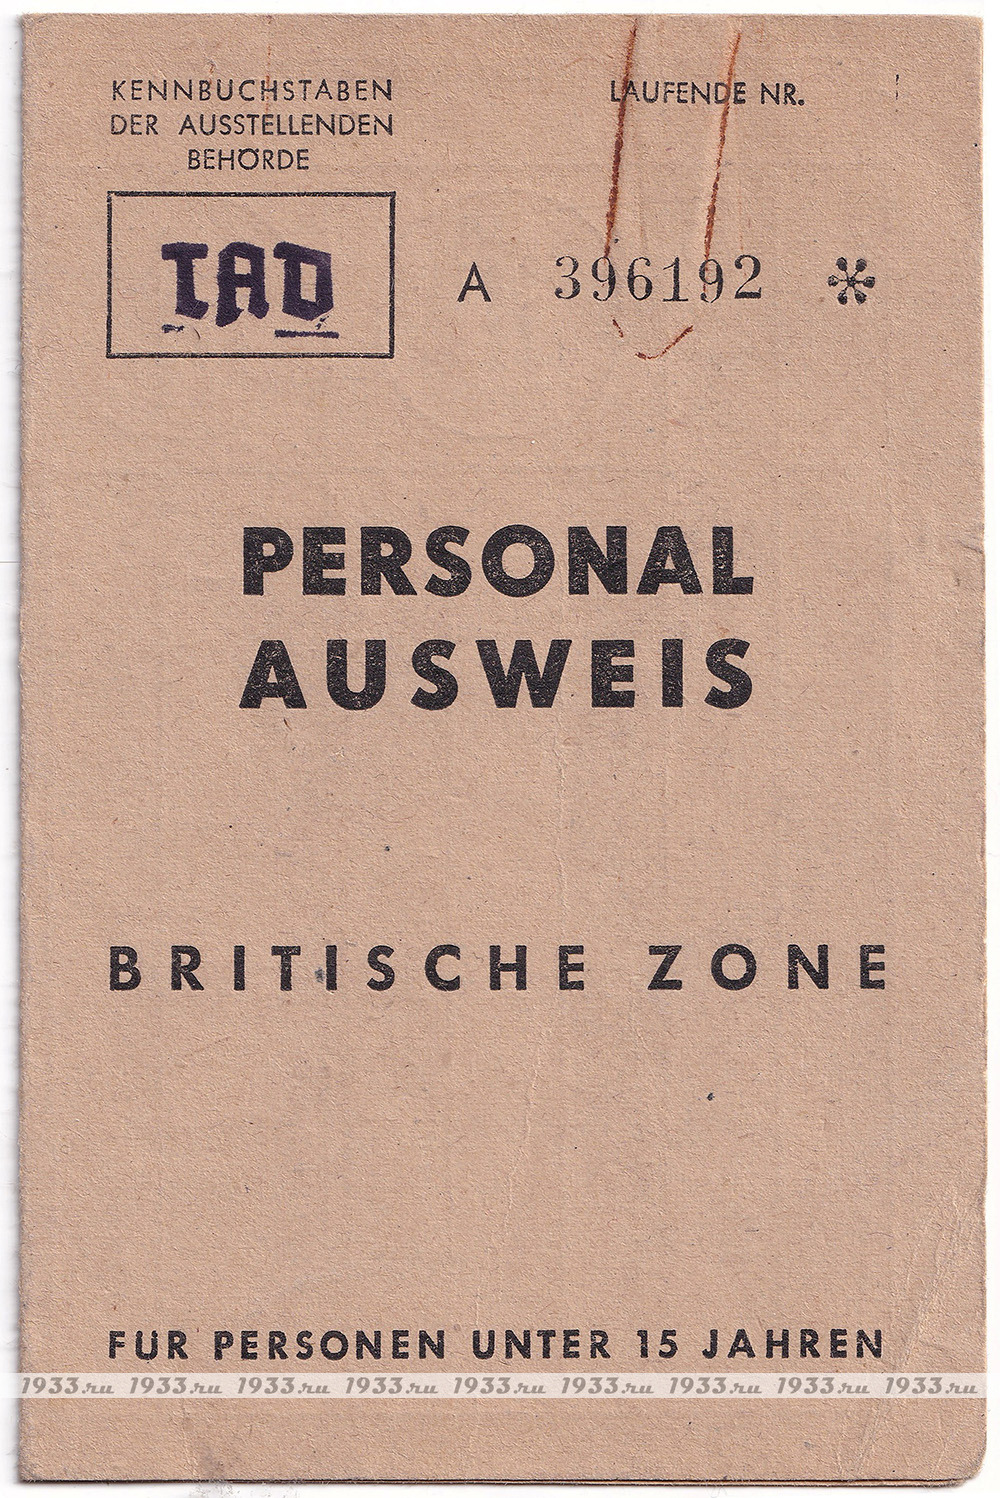 KENNBUCHSTABEN
DER AUSSTELLENDEN
BEHÖRDE
LAUFENDE NR.
IAD
A 396192 *
PERSONAL
AUSWEIS
BRITISCHE ZONE
FÜR PERSONEN UNTER 15 JAHREN
1933.ru 1933.ru 1933.ru 1933.ru 1933.ru 1933.ru 1933.ru 1933.ru 1933.ru